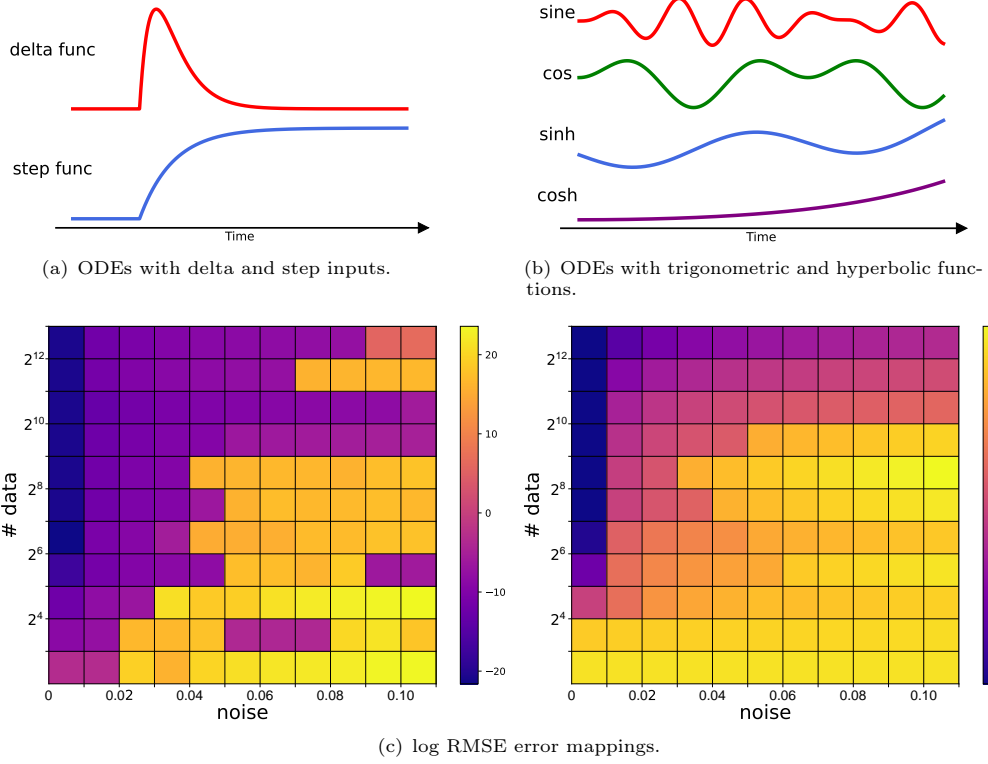 delta func
step func
Time
(a) ODEs with delta and step inputs.
sine
cos
sinh
cosh
Time
(b) ODEs with trigonometric and hyperbolic func-
tions.
# data
2^12
2^10
2^8
2^6
2^4
0 0.02 0.04 0.06 0.08 0.10
noise
20
10
0
−10
−20
# data
2^12
2^10
2^8
2^6
2^4
0 0.02 0.04 0.06 0.08 0.10
noise
(c) log RMSE error mappings.